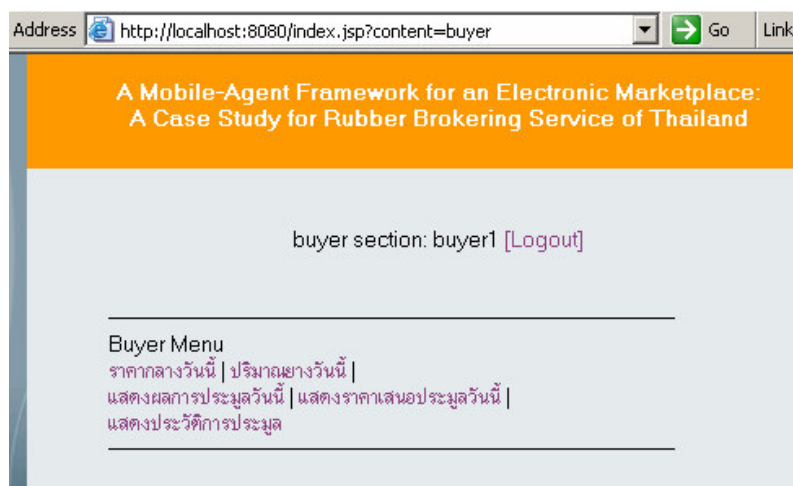 Address http://localhost:8080/index.jsp?content=buyer Go Link
A Mobile-Agent Framework for an Electronic Marketplace:
A Case Study for Rubber Brokering Service of Thailand
buyer section: buyer1 [Logout]
Buyer Menu
ราคากลางวันนี้ | ปริมาณยางวันนี้ |
แสดงผลการประมูลวันนี้ | แสดงราคาเสนอประมูลวันนี้ |
แสดงประวัติการประมูล